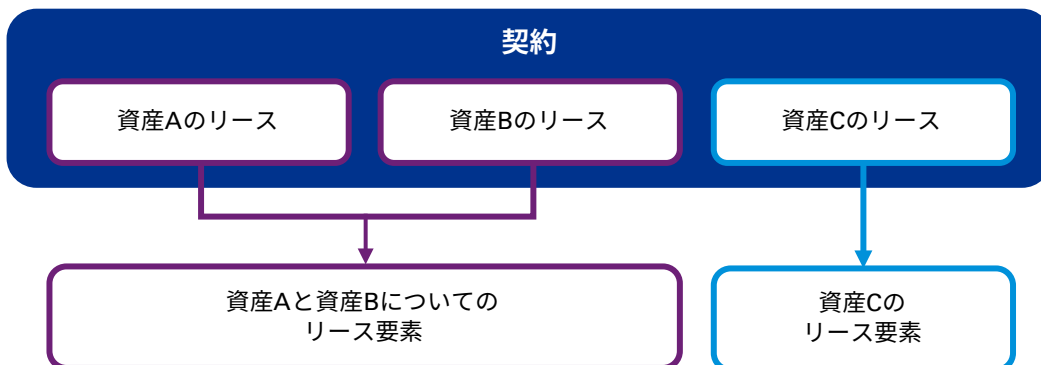 契約
資産Aのリース
資産Bのリース
資産Cのリース
資産Aと資産Bについての
リース要素
資産Cの
リース要素